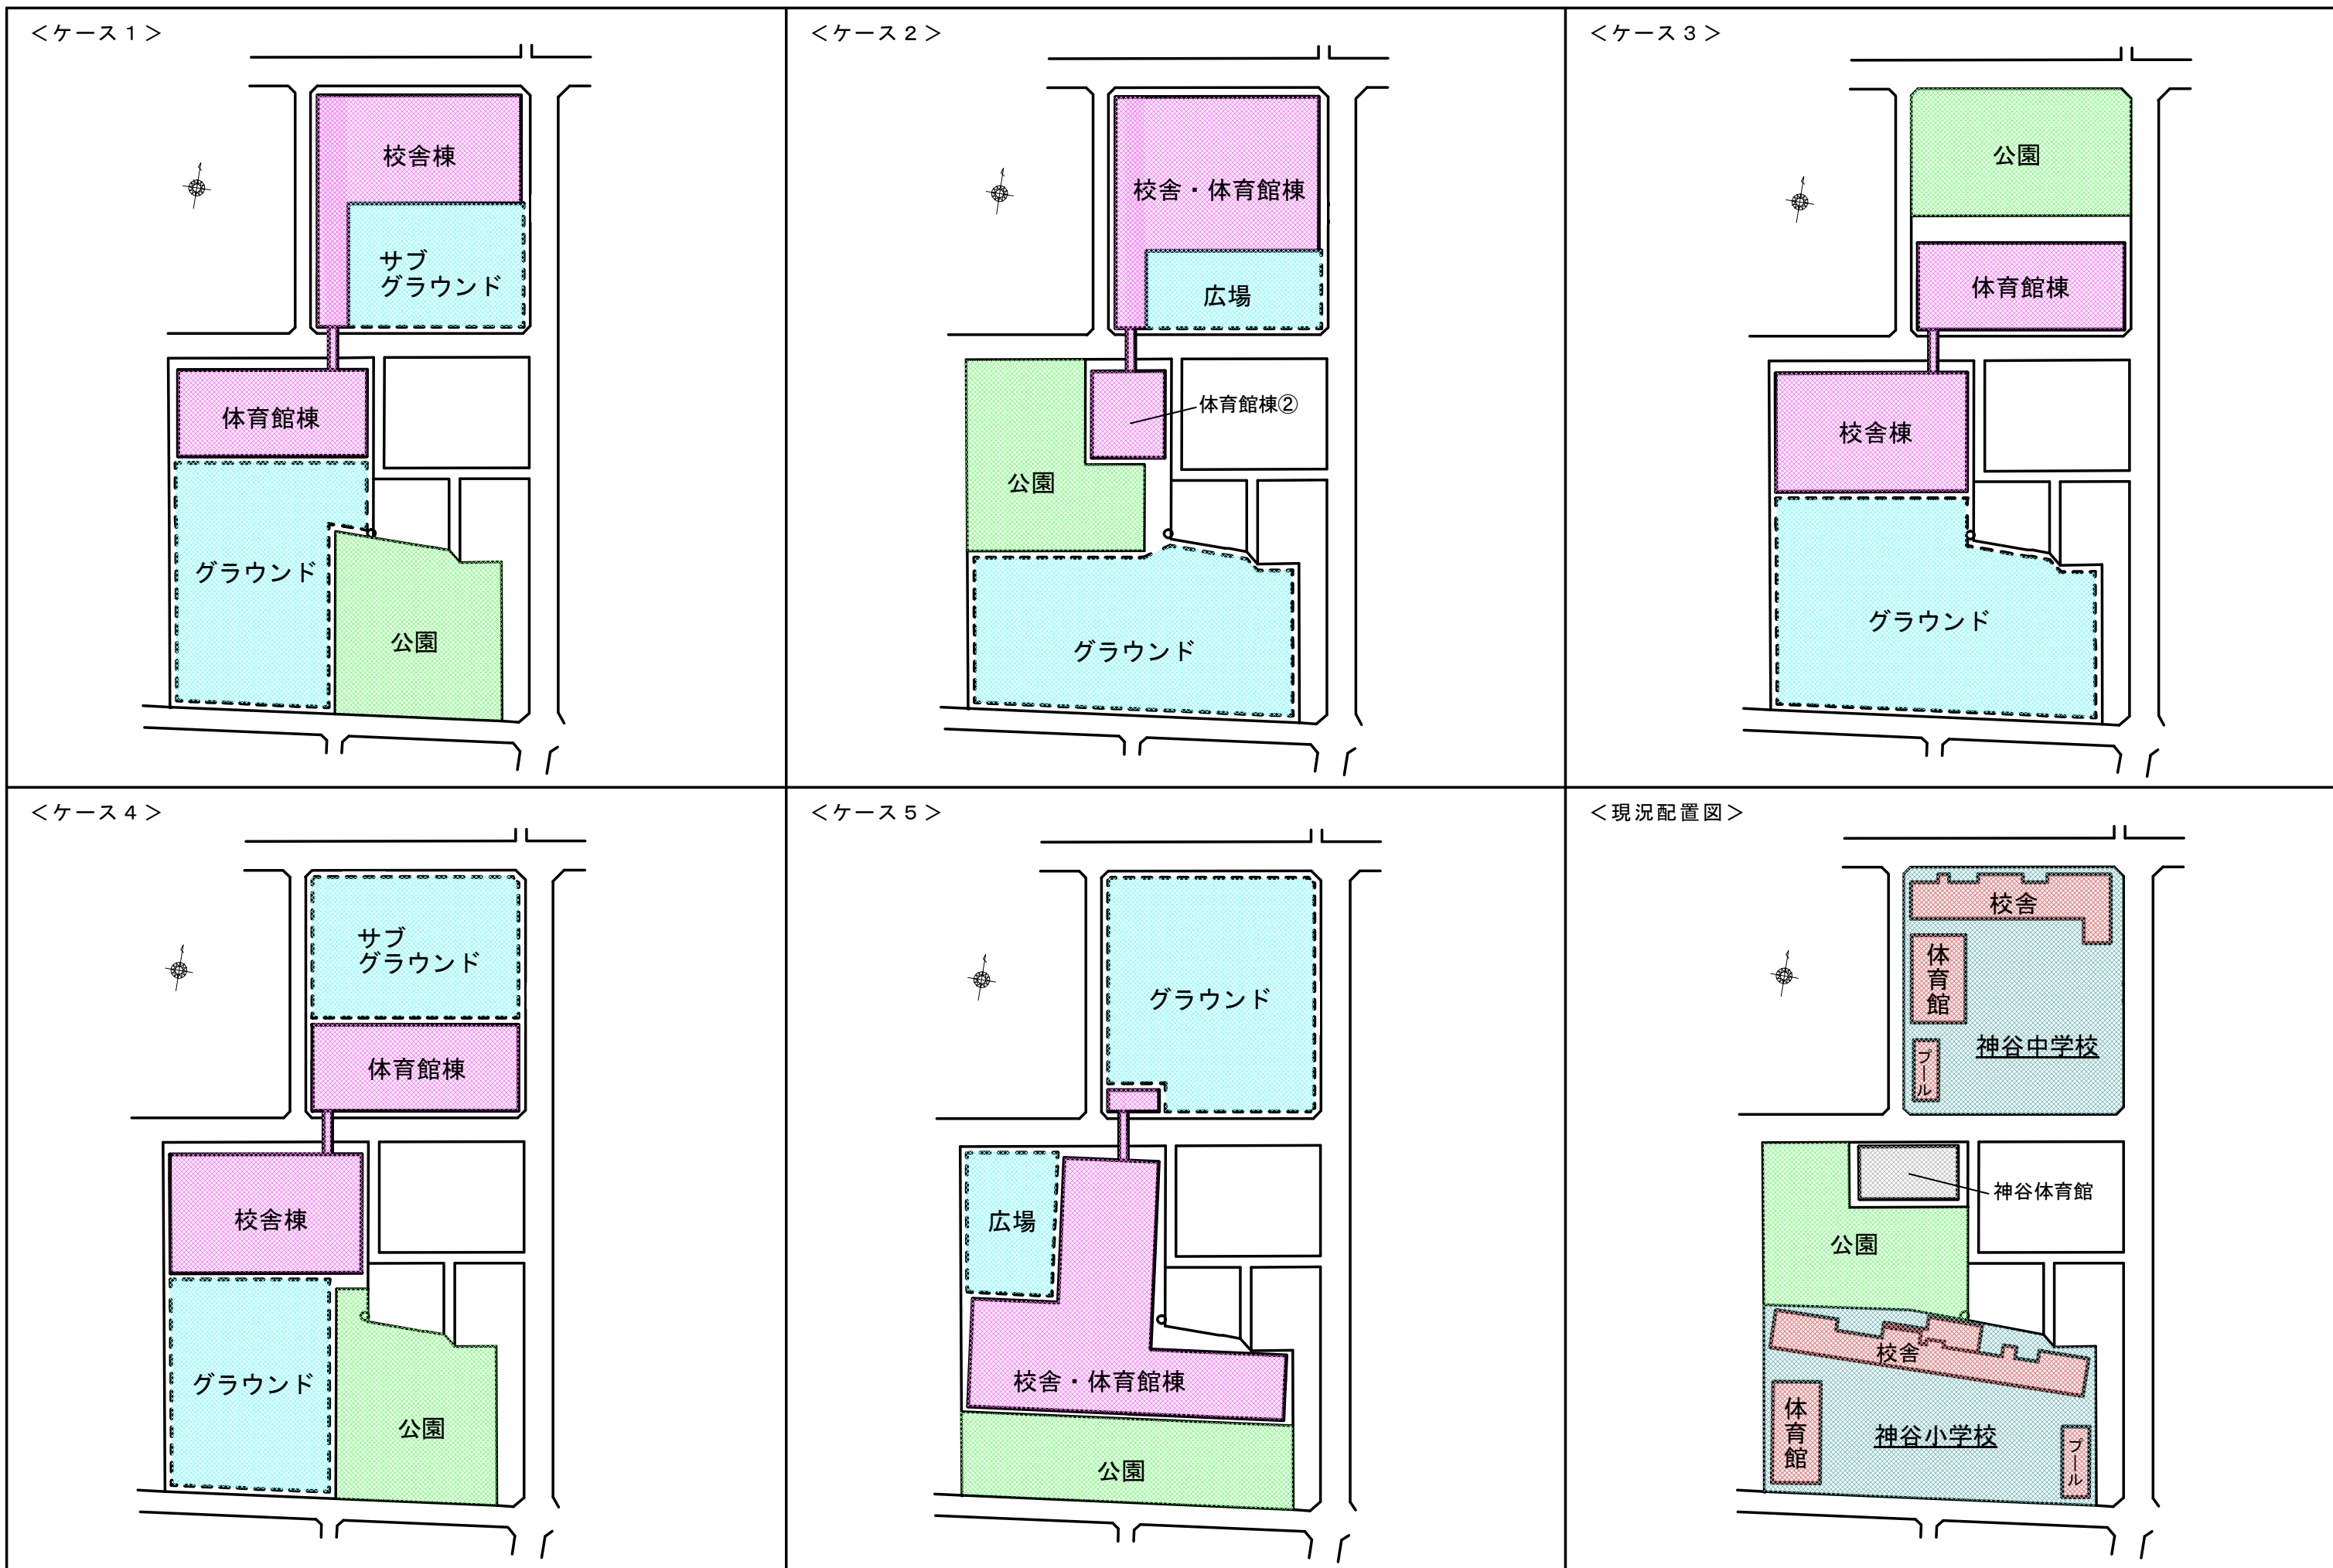 ＜ケース１＞
校舎棟
サブ
グラウンド
体育館棟
グラウンド
公園
＜ケース２＞
校舎・体育館棟
広場
体育館棟②
公園
グラウンド
＜ケース３＞
公園
体育館棟
校舎棟
グラウンド
＜ケース４＞
サブ
グラウンド
体育館棟
校舎棟
グラウンド
公園
＜ケース５＞
グラウンド
広場
校舎・体育館棟
公園
＜現況配置図＞
校舎
体育館
神谷中学校
プール
神谷体育館
公園
校舎
体育館
神谷小学校
プール